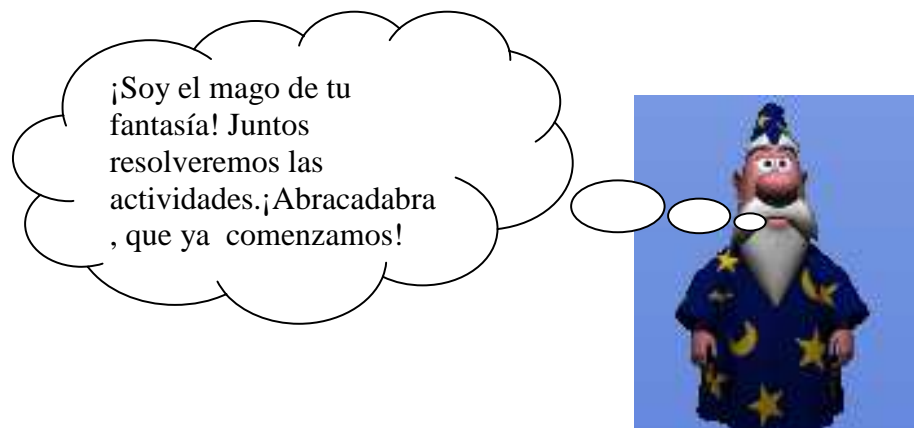 ¡Soy el mago de tu
fantasía! Juntos
resolveremos las
actividades.¡Abracadabra
, que ya  comenzamos!